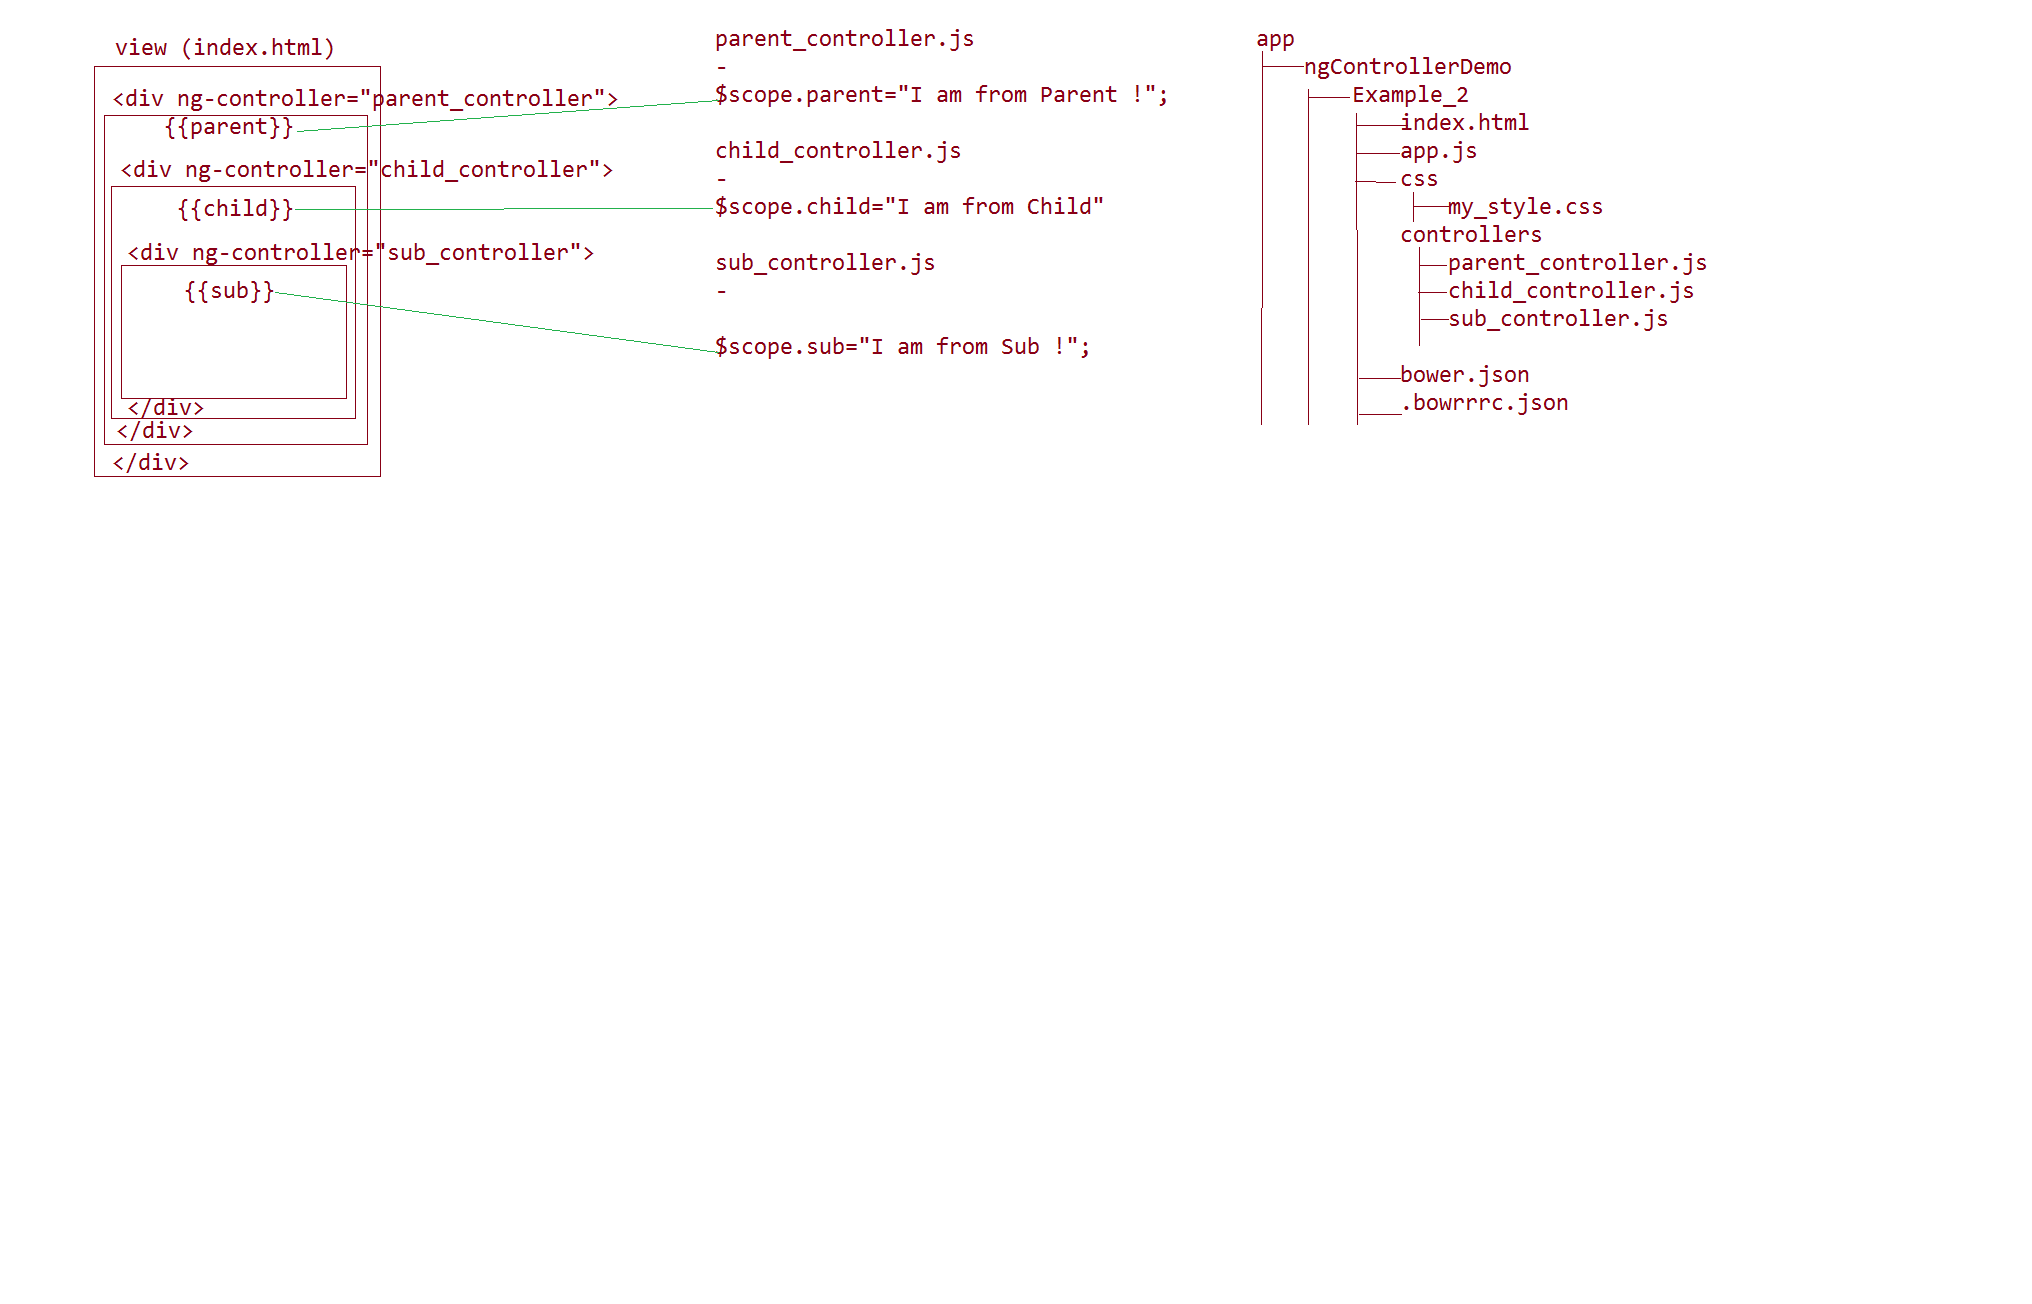 view (index.html)
<div ng-controller="parent_controller">
{{parent}}
<div ng-controller="child_controller">
{{child}}
<div ng-controller="sub_controller">
{{sub}}
</div>
</div>
</div>
parent_controller.js
-
$scope.parent="I am from Parent !";
child_controller.js
-
$scope.child="I am from Child"
sub_controller.js
-
$scope.sub="I am from Sub !";
app
ngControllerDemo
Example_2
index.html
app.js
css
my_style.css
controllers
parent_controller.js
child_controller.js
sub_controller.js
bower.json
.bowrrrc.json